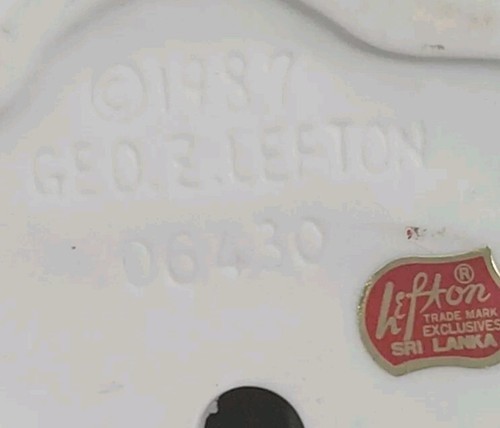 ©1987
GEO. Z. LEFTON
06430
Lefton ®
TRADE MARK
EXCLUSIVES
SRI LANKA